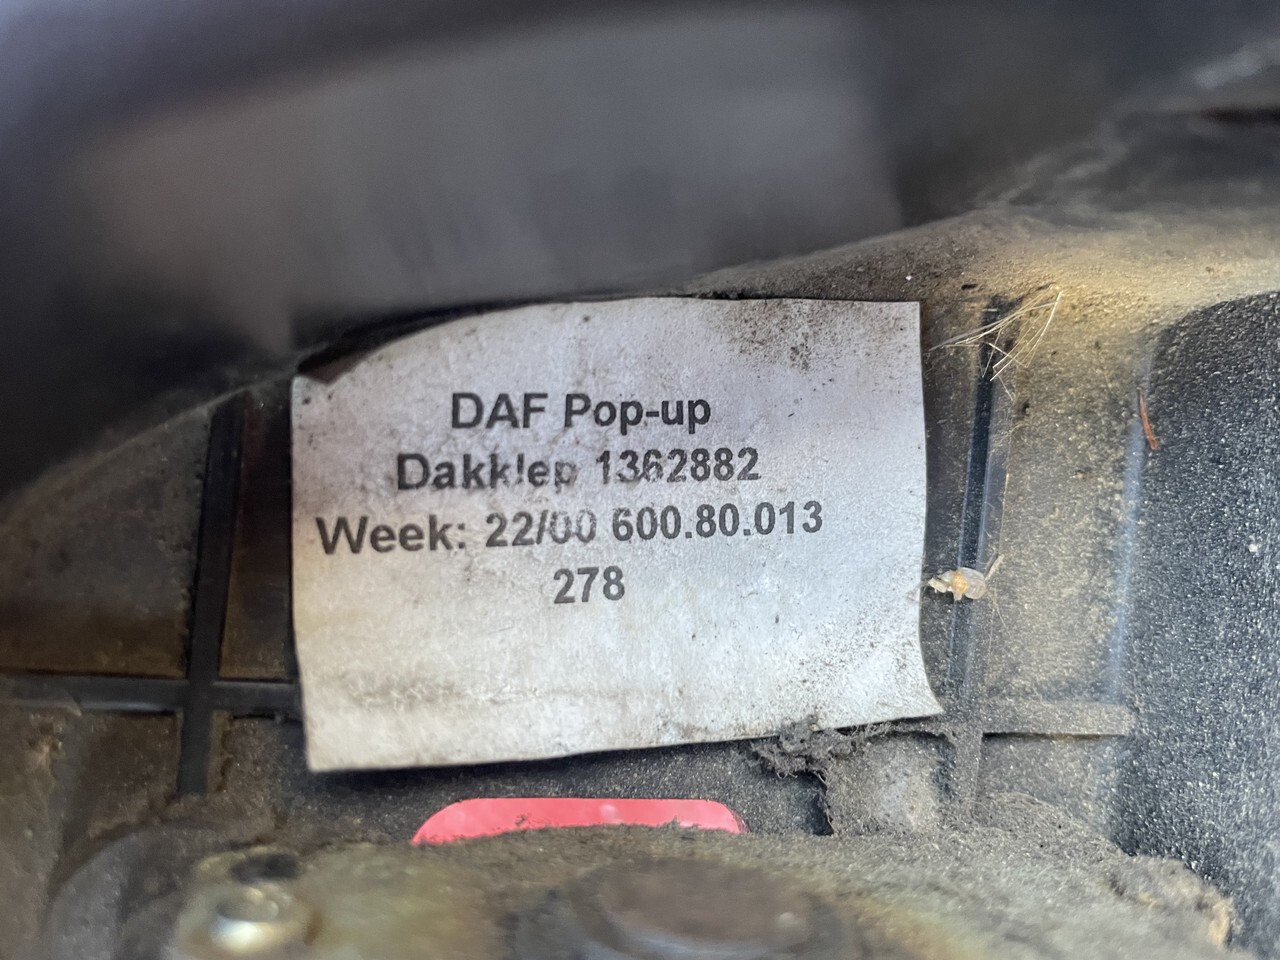 DAF Pop-up
Dakklep 1362882
Week: 22/00 600.80.013
278